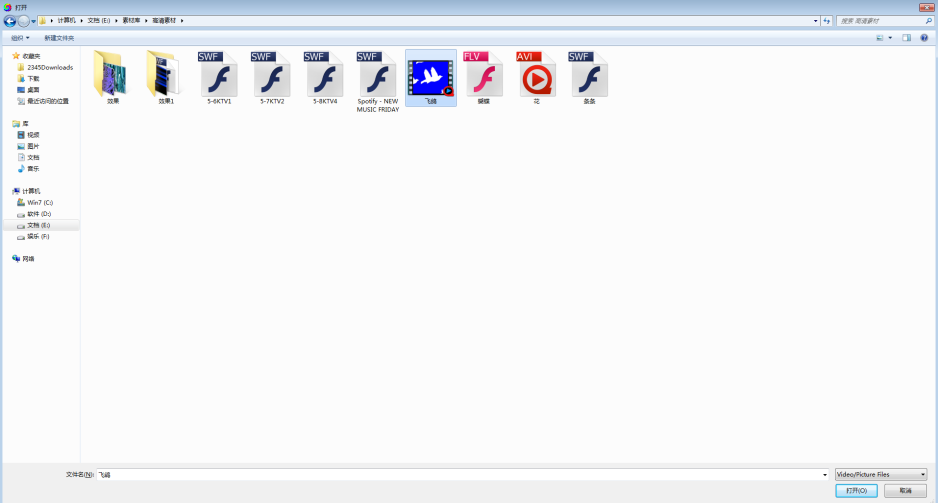 打开
计算机 ▸ 文档 (E:) ▸ 素材库 ▸ 高清素材 ▸
搜索 高清素材
组织 新建文件夹
收藏夹
2345Downloads
下载
桌面
最近访问的位置
库
视频
图片
文档
音乐
计算机
Win7 (C:)
软件 (D:)
文档 (E:)
娱乐 (F:)
网络
SWF SWF SWF SWF FLV AVI SWF
效果 效果1 5-6KTV1 5-7KTV2 5-8KTV4 Spotify - NEW MUSIC FRIDAY 飞鸽 蝴蝶 花 条条
文件名(N): 飞鸽
Video/Picture Files
打开(O) 取消